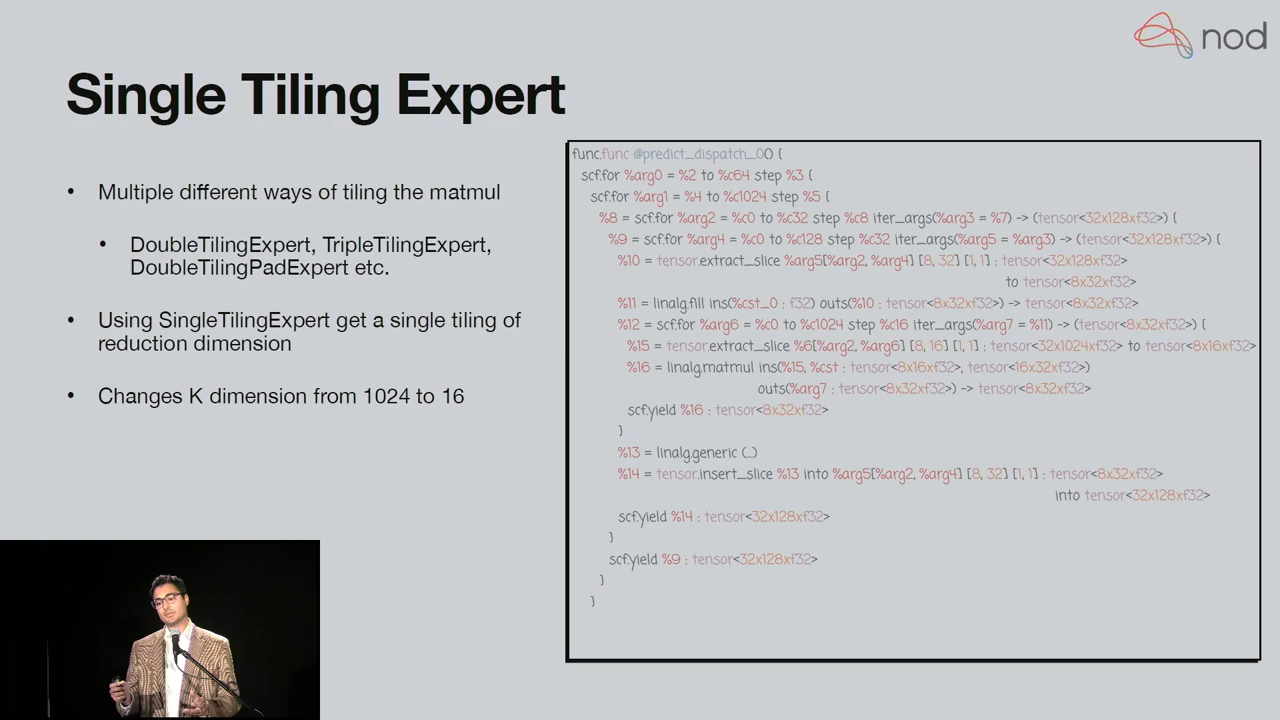 nod
Single Tiling Expert
• Multiple different ways of tiling the matmul
• DoubleTilingExpert, TripleTilingExpert,
DoubleTilingPadExpert etc.
• Using SingleTilingExpert get a single tiling of
reduction dimension
• Changes K dimension from 1024 to 16
func.func @predict_dispatch_0() {
scf.for %arg0 = %2 to %c64 step %3 {
scf.for %arg1 = %4 to %c1024 step %5 {
%8 = scf.for %arg2 = %c0 to %c32 step %c8 iter_args(%arg3 = %7) -> (tensor<32x128xf32>) {
%9 = scf.for %arg4 = %c0 to %c128 step %c32 iter_args(%arg5 = %arg3) -> (tensor<32x128xf32>) {
%10 = tensor.extract_slice %arg5[%arg2, %arg4] [8, 32] [1, 1] : tensor<32x128xf32>
to tensor<8x32xf32>
%11 = linalg.fill ins(%cst_0 : f32) outs(%10 : tensor<8x32xf32>) -> tensor<8x32xf32>
%12 = scf.for %arg6 = %c0 to %c1024 step %c16 iter_args(%arg7 = %11) -> (tensor<8x32xf32>) {
%15 = tensor.extract_slice %6[%arg2, %arg6] [8, 16] [1, 1] : tensor<32x1024xf32> to tensor<8x16xf32>
%16 = linalg.matmul ins(%15, %cst : tensor<8x16xf32>, tensor<16x32xf32>)
outs(%arg7 : tensor<8x32xf32>) -> tensor<8x32xf32>
scf.yield %16 : tensor<8x32xf32>
}
%13 = linalg.generic (...)
%14 = tensor.insert_slice %13 into %arg5[%arg2, %arg4] [8, 32] [1, 1] : tensor<8x32xf32>
into tensor<32x128xf32>
scf.yield %14 : tensor<32x128xf32>
}
scf.yield %9 : tensor<32x128xf32>
}
}